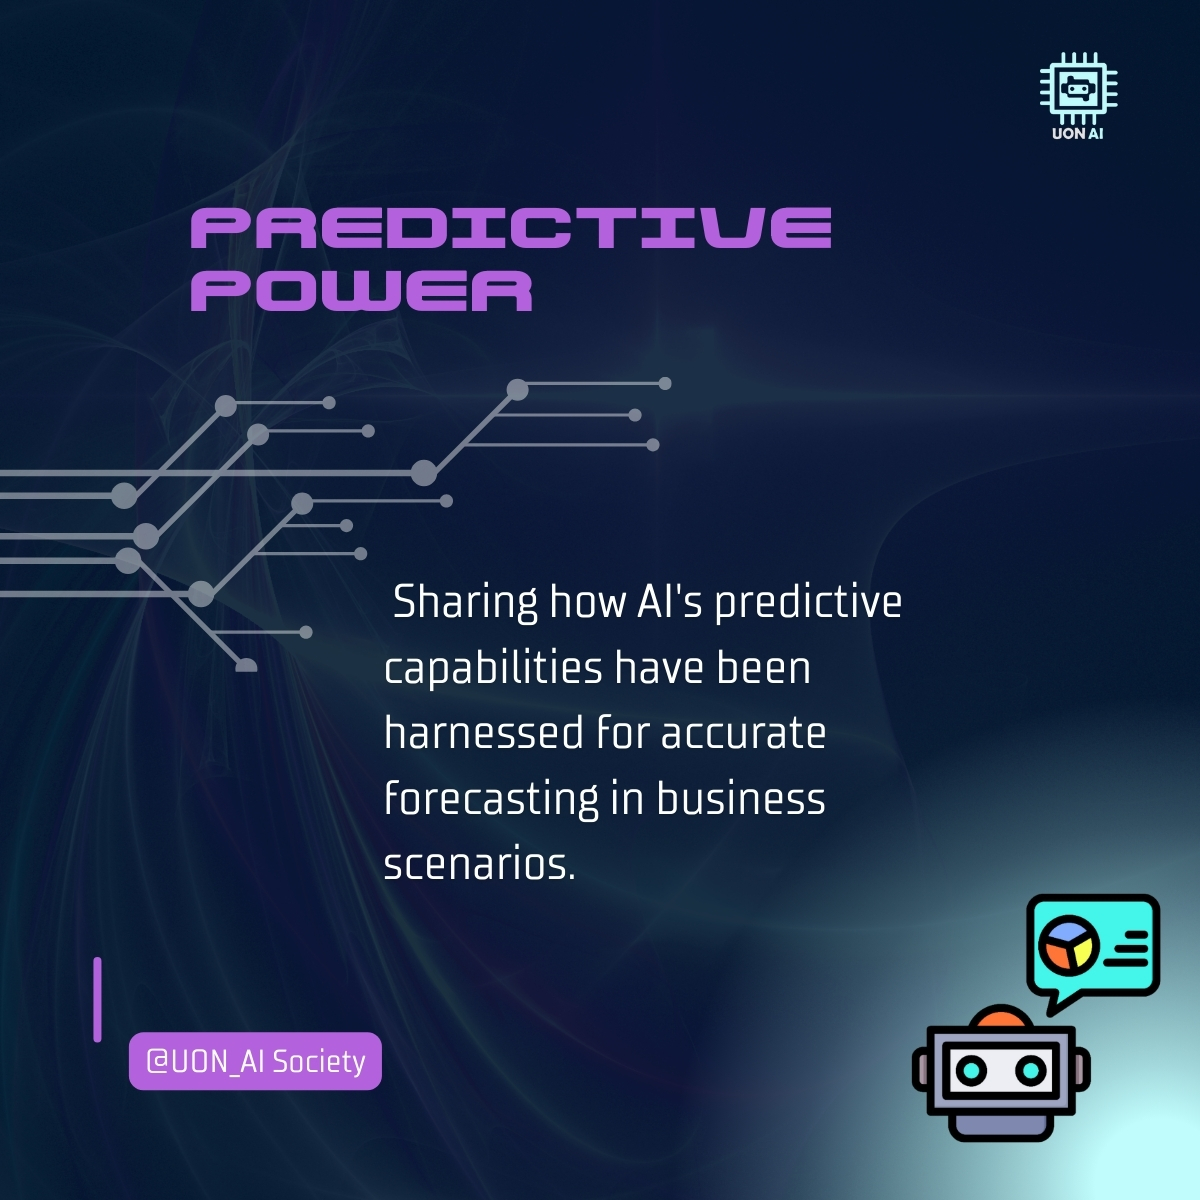 UON AI
PREDICTIVE
POWER
Sharing how AI's predictive
capabilities have been
harnessed for accurate
forecasting in business
scenarios.
@UON_AI Society